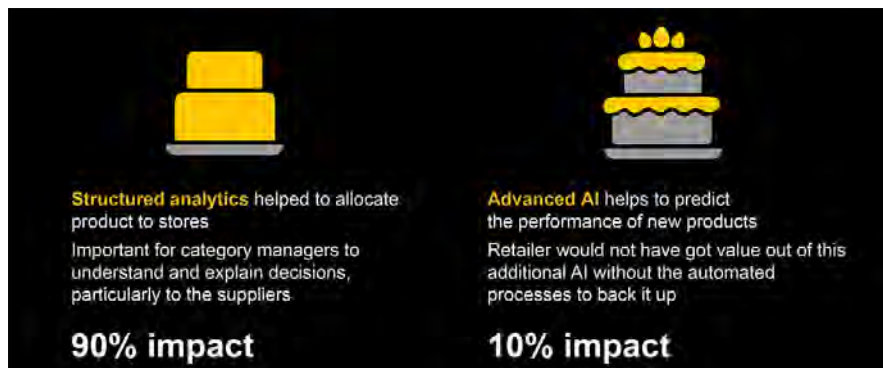 Structured analytics helped to allocate
product to stores
Important for category managers to
understand and explain decisions,
particularly to the suppliers
90% impact
Advanced AI helps to predict
the performance of new products
Retailer would not have got value out of this
additional AI without the automated
processes to back it up
10% impact